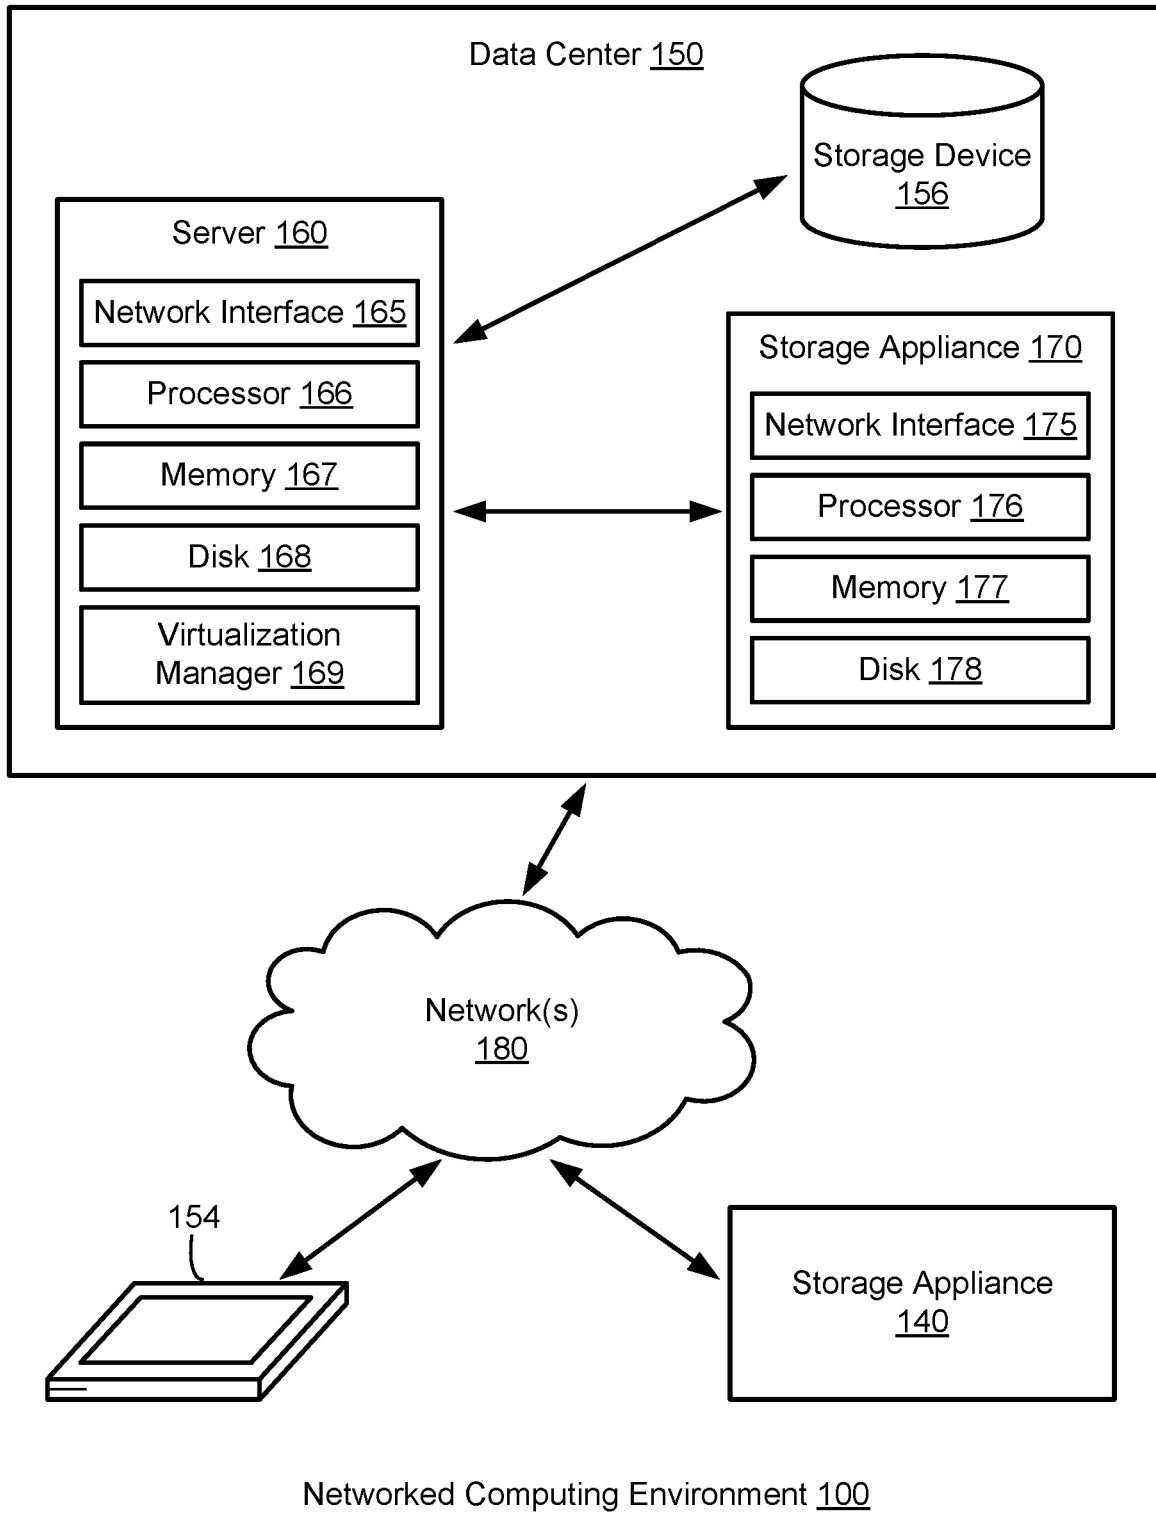 Data Center 150
Storage Device
156
Server 160
Network Interface 165
Processor 166
Memory 167
Disk 168
Virtualization
Manager 169
Storage Appliance 170
Network Interface 175
Processor 176
Memory 177
Disk 178
Network(s)
180
154
Storage Appliance
140
Networked Computing Environment 100